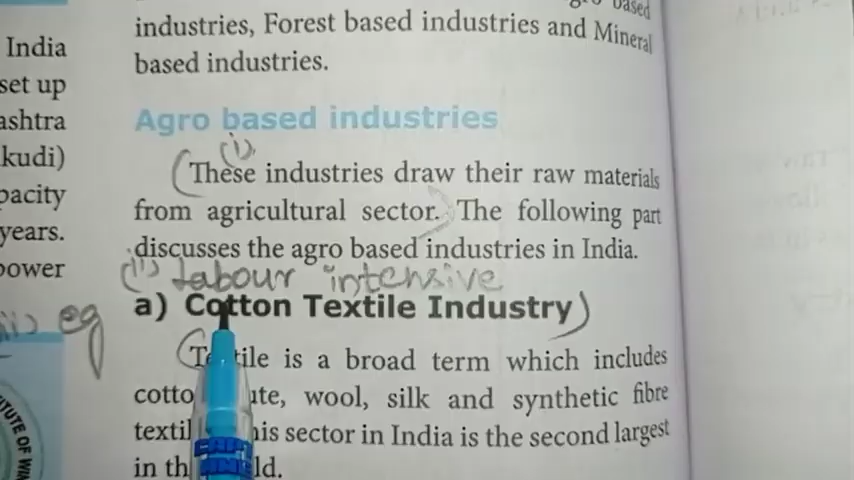 India
set up
ashtra
kudi)
pacity
years.
power
based
industries, Forest based industries and Mineral
based industries.
Agro based industries
(i)
These industries draw their raw materials
from agricultural sector. The following part
discusses the agro based industries in India.
(ii) labour intensive
eg
a) Cotton Textile Industry
is a broad term which includes
wool, silk and synthetic fibre
sector in India is the second largest
in